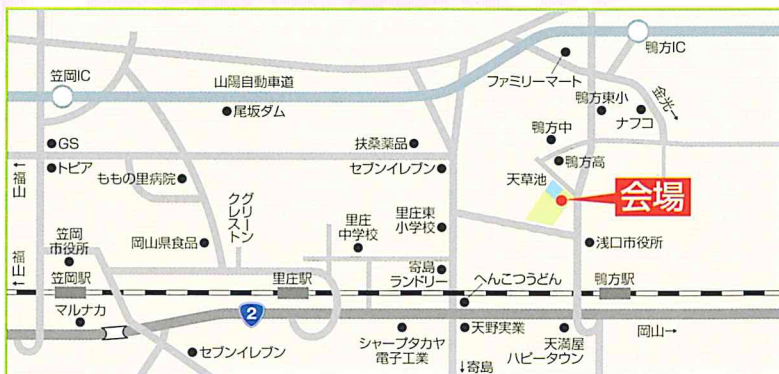 鴨方IC
笠岡IC
山陽自動車道
ファミリーマート
尾坂ダム
鴨方東小
ナフコ
金光→
GS
扶桑薬品
鴨方中
←福山
トピア
セブンイレブン
鴨方高
ももの里病院
天草池
会場
グリーン
クレスト
里庄東
小学校
笠岡
市役所
岡山県食品
里庄
中学校
浅口市役所
寄島
ランドリー
←福山
笠岡駅
里庄駅
へんこつうどん
鴨方駅
マルナカ
2
天野実業
岡山→
セブンイレブン
シャープタカヤ
電子工業
天満屋
ハピータウン
↓寄島